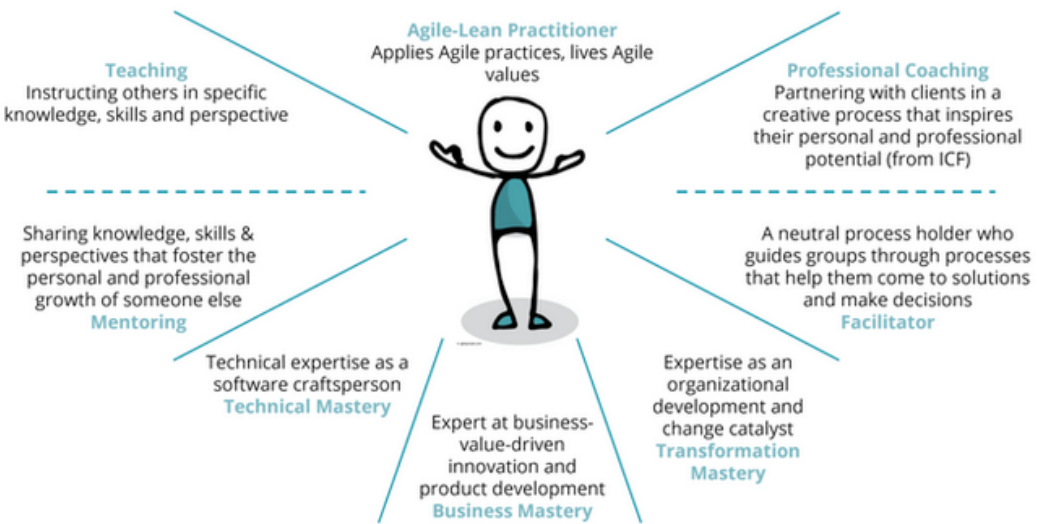 Agile-Lean Practitioner
Applies Agile practices, lives Agile
values
Teaching
Instructing others in specific
knowledge, skills and perspective
Professional Coaching
Partnering with clients in a
creative process that inspires
their personal and professional
potential (from ICF)
Sharing knowledge, skills &
perspectives that foster the
personal and professional
growth of someone else
Mentoring
A neutral process holder who
guides groups through processes
that help them come to solutions
and make decisions
Facilitator
Technical expertise as a
software craftsperson
Technical Mastery
Expert at business-
value-driven
innovation and
product development
Business Mastery
Expertise as an
organizational
development and
change catalyst
Transformation
Mastery